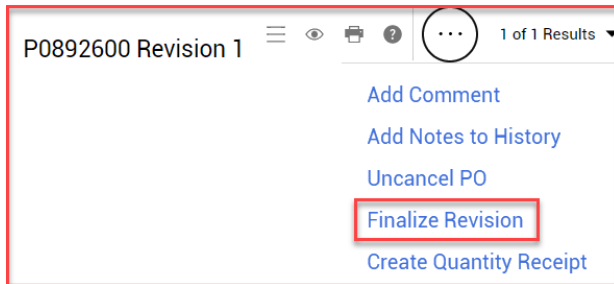 P0892600 Revision 1
? ... 1 of 1 Results
Add Comment
Add Notes to History
Uncancel PO
Finalize Revision
Create Quantity Receipt